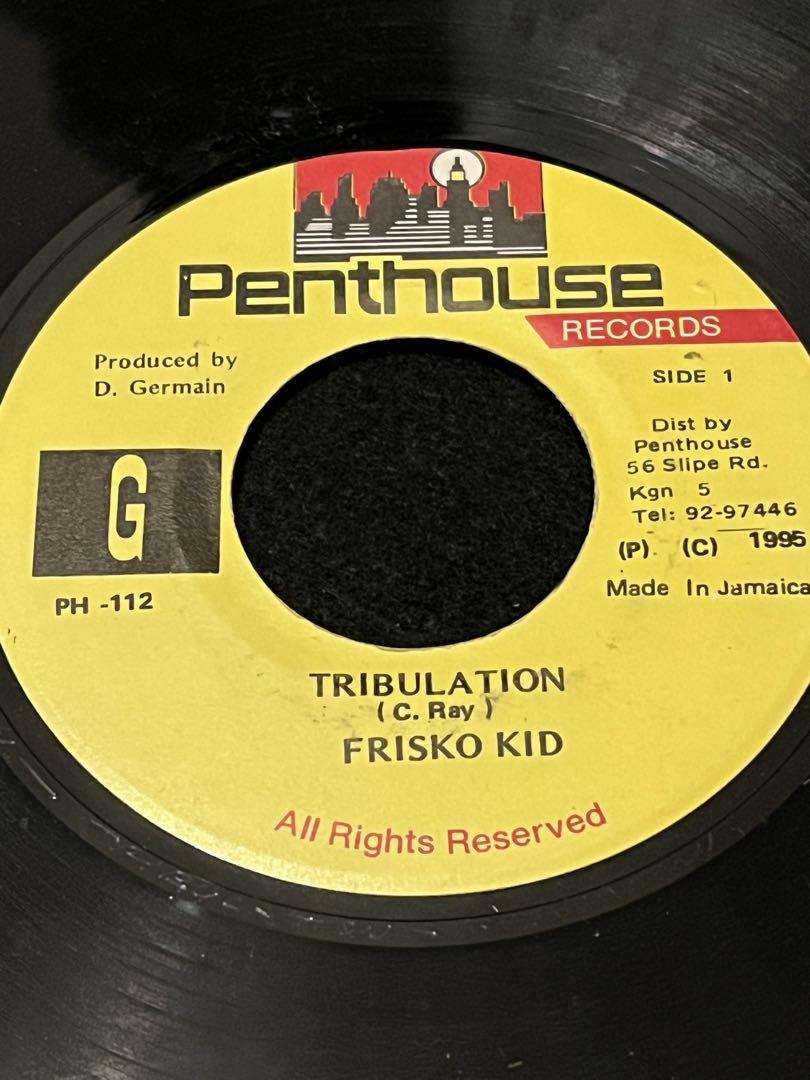 Penthouse
RECORDS
Produced by
D. Germain
SIDE 1
Dist by
Penthouse
56 Slipe Rd.
Kgn 5
Tel: 92-97446
(P). (C) 1995
Made In Jamaica
G
PH -112
TRIBULATION
( C. Ray )
FRISKO KID
All Rights Reserved